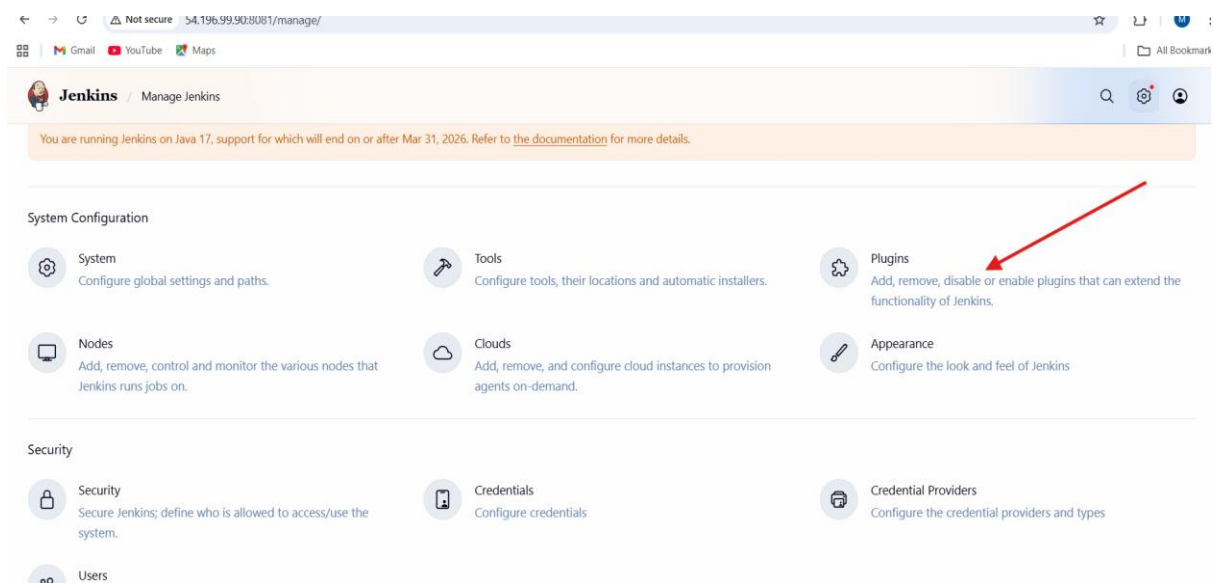 Not secure 54.196.99.90:8081/manage/
M
Gmail YouTube Maps
All Bookmark
Jenkins / Manage Jenkins
You are running Jenkins on Java 17, support for which will end on or after Mar 31, 2026. Refer to the documentation for more details.
System Configuration
System
Configure global settings and paths.
Tools
Configure tools, their locations and automatic installers.
Plugins
Add, remove, disable or enable plugins that can extend the
functionality of Jenkins.
Nodes
Add, remove, control and monitor the various nodes that
Jenkins runs jobs on.
Clouds
Add, remove, and configure cloud instances to provision
agents on-demand.
Appearance
Configure the look and feel of Jenkins
Security
Security
Secure Jenkins; define who is allowed to access/use the
system.
Credentials
Configure credentials
Credential Providers
Configure the credential providers and types
Users